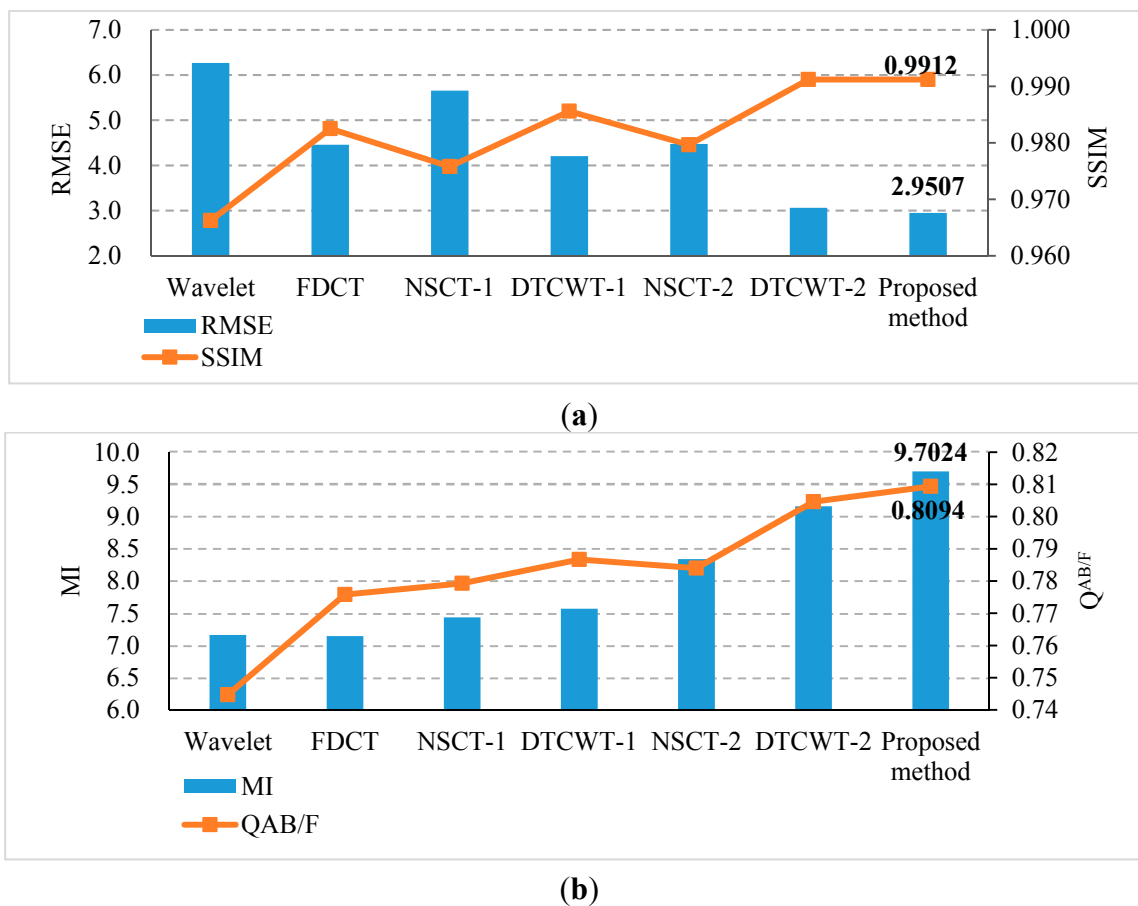 7.0
6.0
5.0
4.0
3.0
2.0
RMSE
1.000
0.990
0.980
0.970
0.960
SSIM
0.9912
2.9507
Wavelet FDCT NSCT-1 DTCWT-1 NSCT-2 DTCWT-2 Proposed
method
RMSE
SSIM
(a)
10.0
9.5
9.0
8.5
8.0
7.5
7.0
6.5
6.0
MI
0.82
0.81
0.80
0.79
0.78
0.77
0.76
0.75
0.74
Q^AB/F
9.7024
0.8094
Wavelet FDCT NSCT-1 DTCWT-1 NSCT-2 DTCWT-2 Proposed
method
MI
QAB/F
(b)